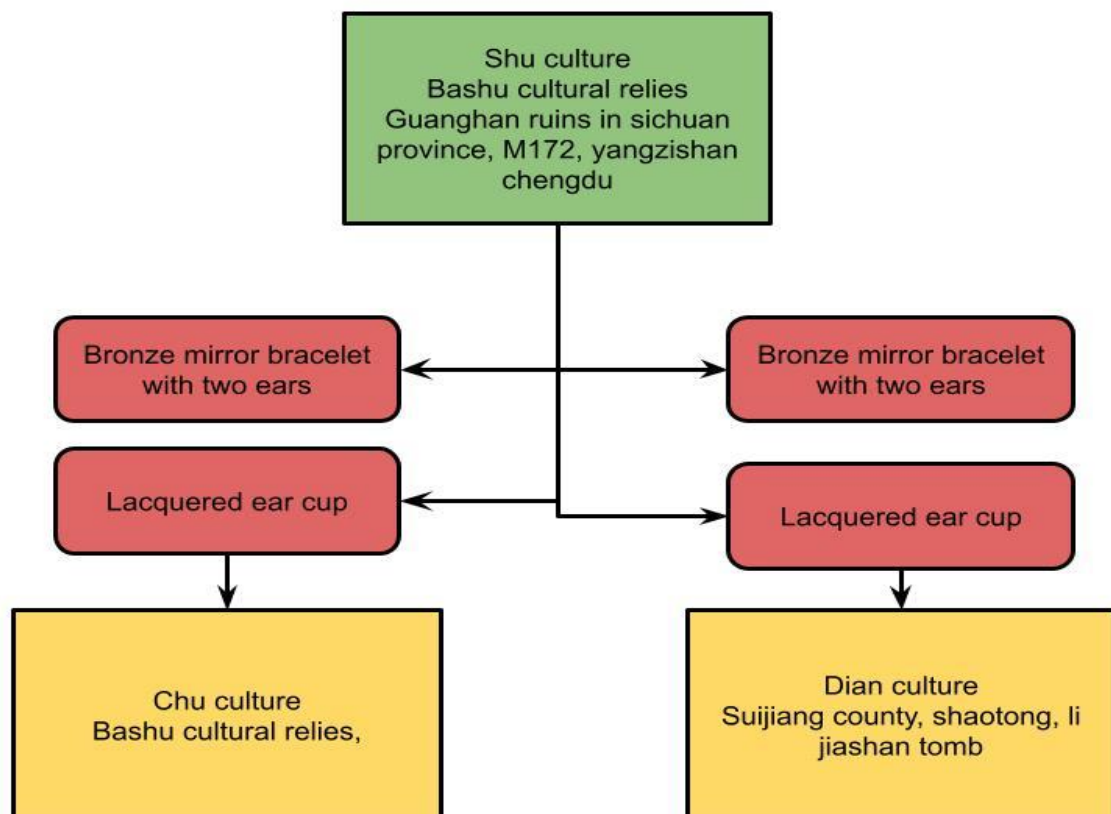 Shu culture
Bashu cultural relies
Guanghan ruins in sichuan
province, M172, yangzishan
chengdu
Bronze mirror bracelet
with two ears
Bronze mirror bracelet
with two ears
Lacquered ear cup
Lacquered ear cup
Chu culture
Bashu cultural relies,
Dian culture
Suijiang county, shaotong, li
jiashan tomb